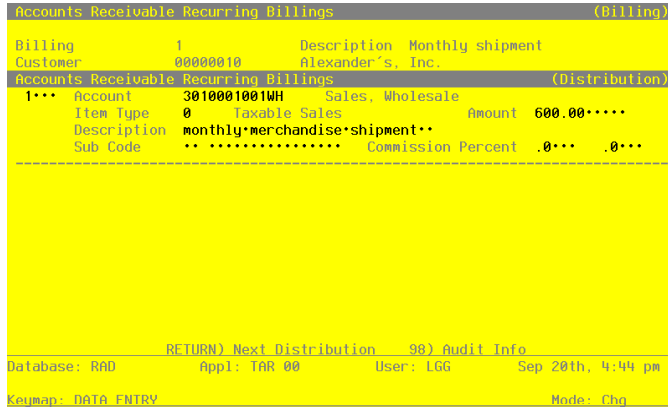 Accounts Receivable Recurring Billings (Billing)
Billing 1 Description Monthly shipment
Customer 00000010 Alexander´s, Inc.
Accounts Receivable Recurring Billings (Distribution)
1••• Account 3010001001WH Sales, Wholesale
Item Type 0 Taxable Sales Amount 600.00•••••
Description monthly•merchandise•shipment••
Sub Code •• •••••••••••••••• Commission Percent .0••• .0•••
--------------------------------------------------------------------------------
RETURN) Next Distribution 98) Audit Info
Database: RAD Appl: TAR 00 User: LGG Sep 20th, 4:44 pm
Keymap: DATA ENTRY Mode: Chg